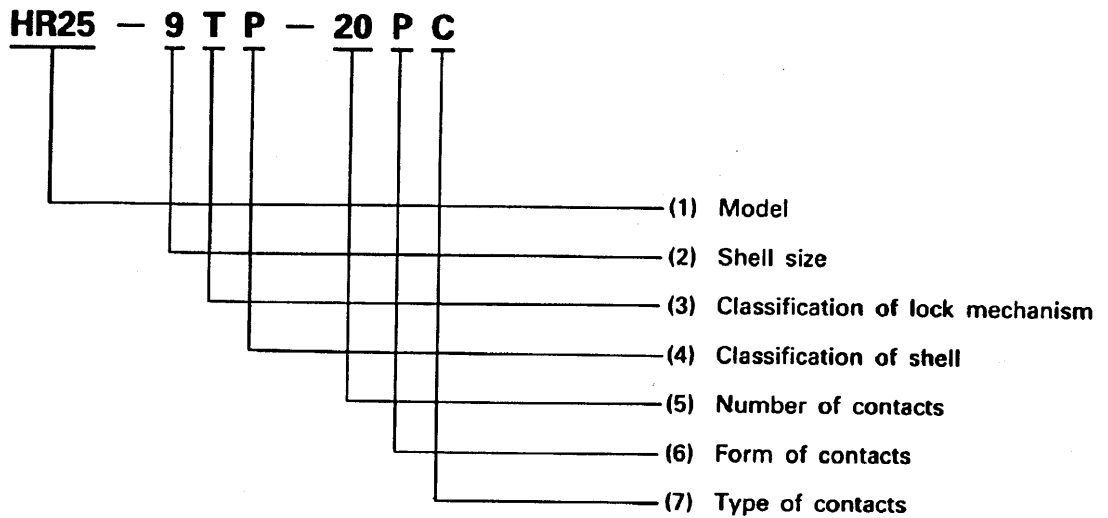 HR25 – 9 T P – 20 P C
(1) Model
(2) Shell size
(3) Classification of lock mechanism
(4) Classification of shell
(5) Number of contacts
(6) Form of contacts
(7) Type of contacts